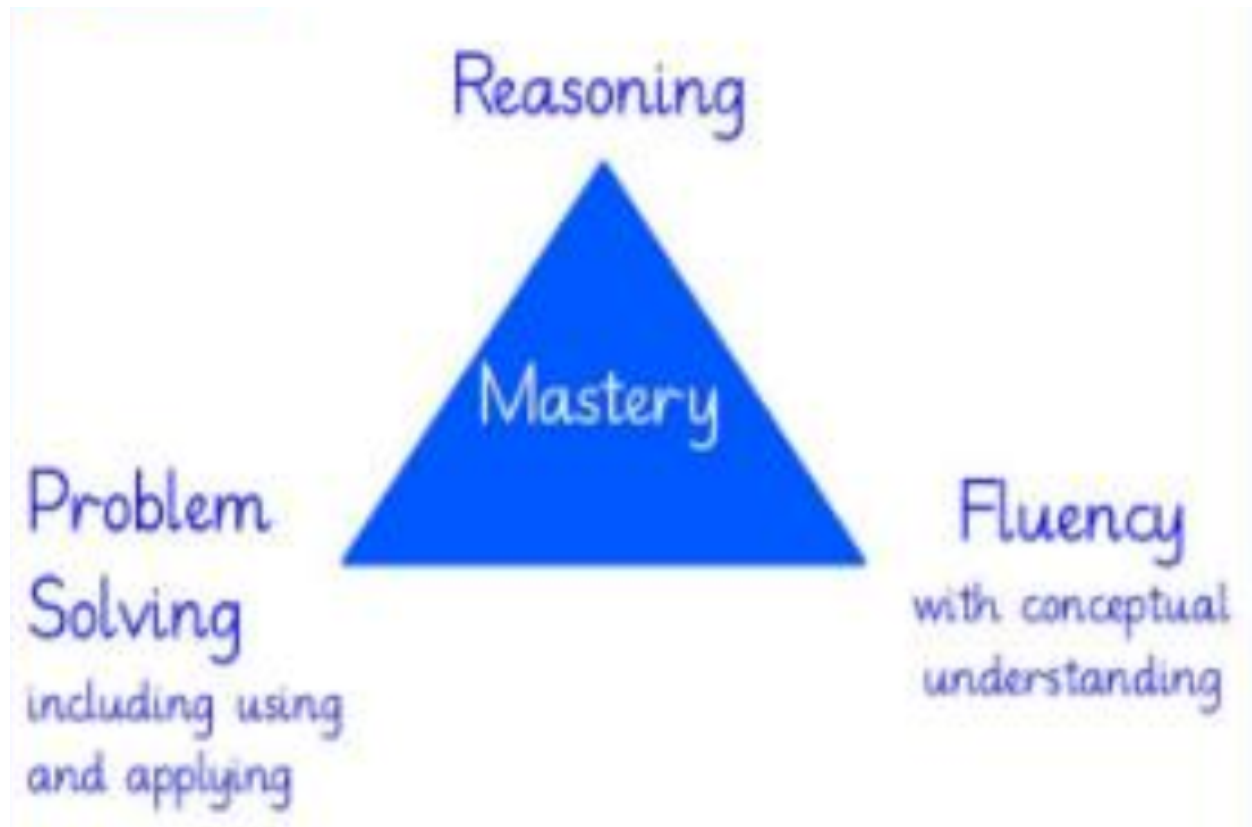 Reasoning
Mastery
Problem
Solving
including using
and applying
Fluency
with conceptual
understanding